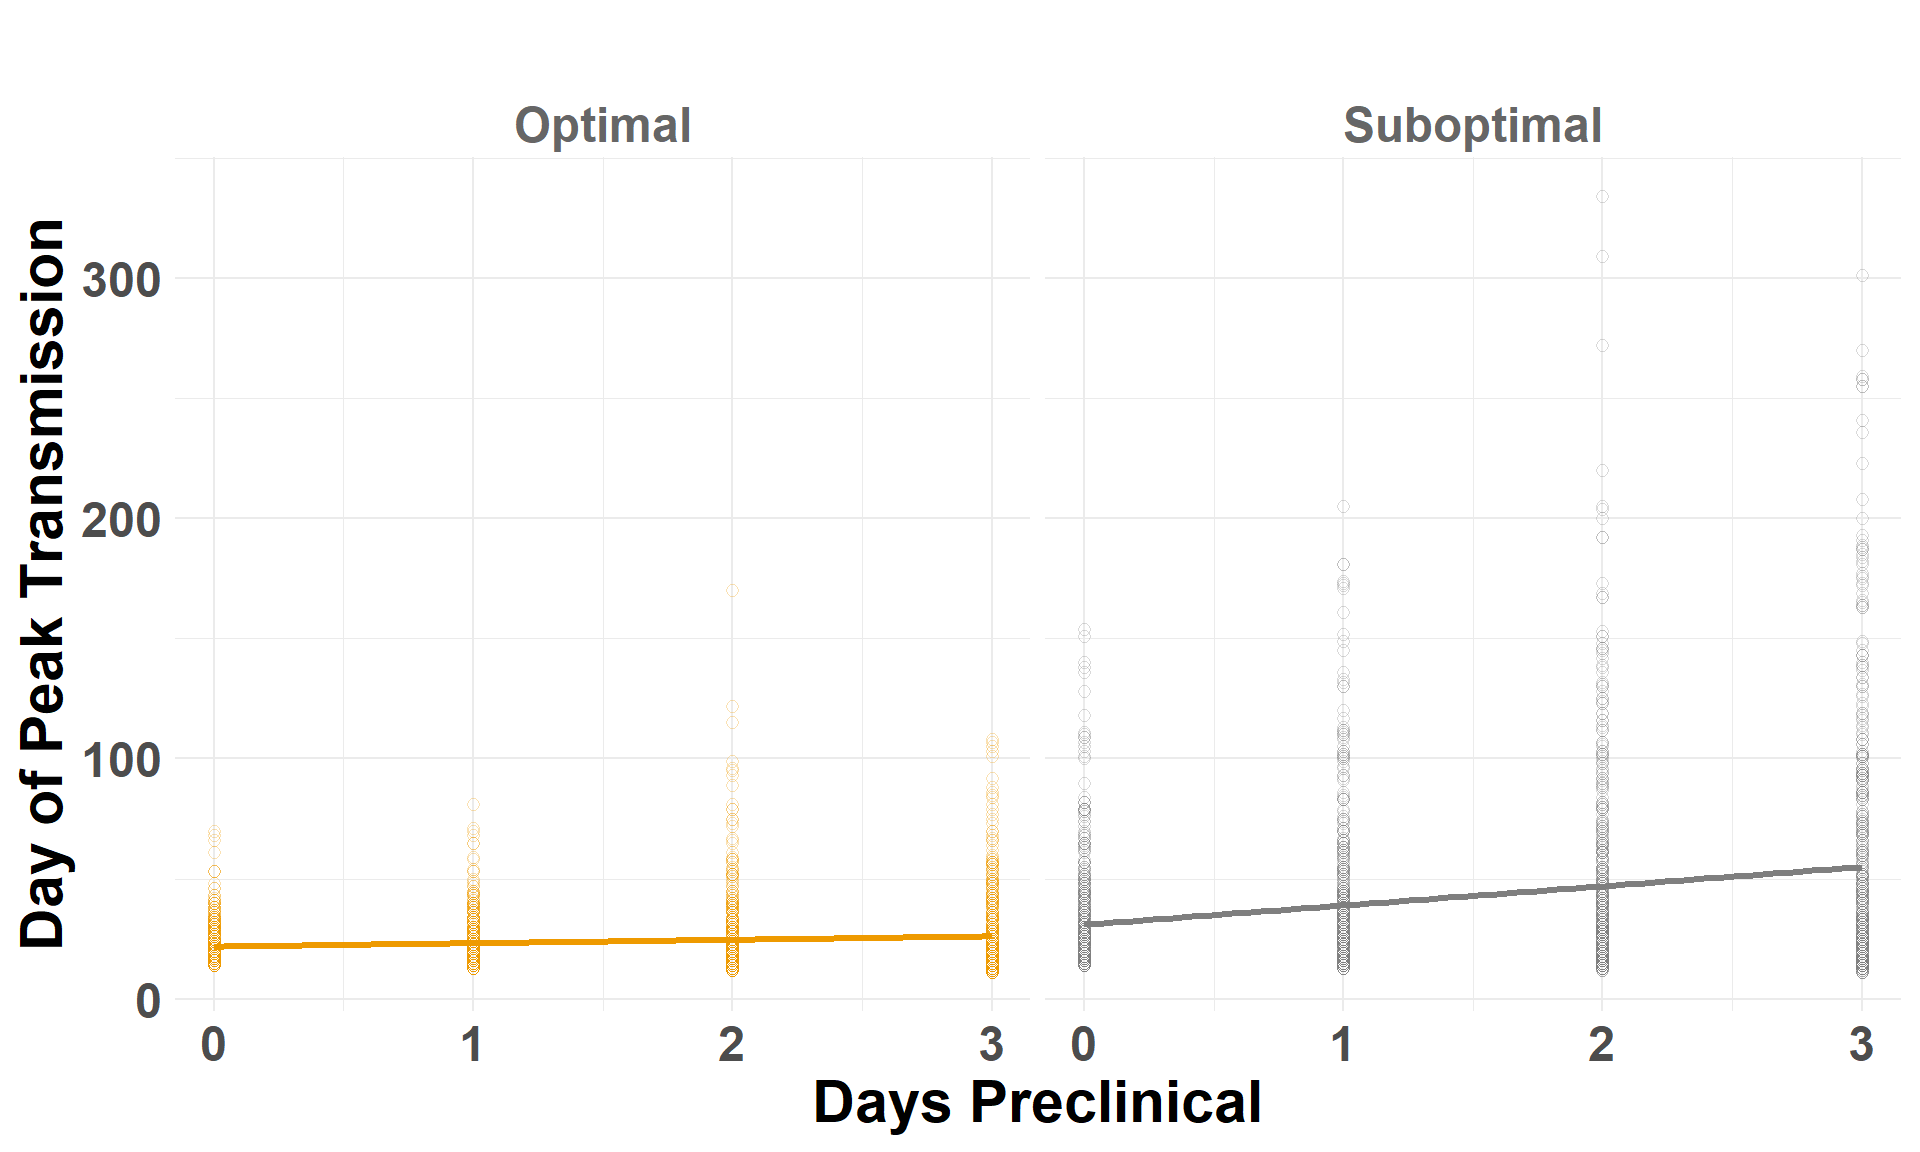 Optimal
Suboptimal
Day of Peak Transmission
300
200
100
0
0 1 2 3
0 1 2 3
Days Preclinical